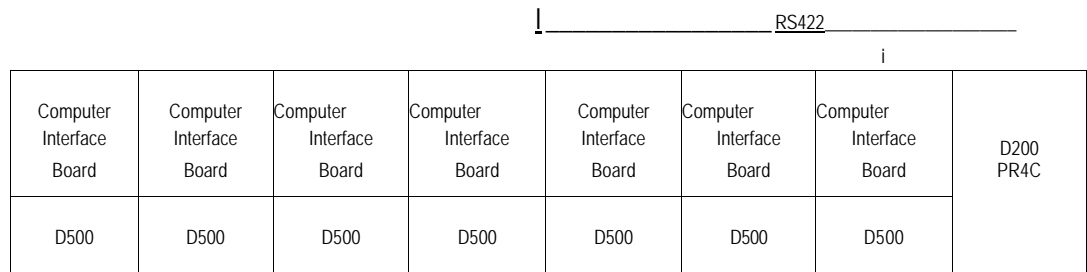 I RS422
i
Computer Interface Board
Computer Interface Board
Computer Interface Board
Computer Interface Board
Computer Interface Board
Computer Interface Board
Computer Interface Board
D200 PR4C
D500 D500 D500 D500 D500 D500 D500